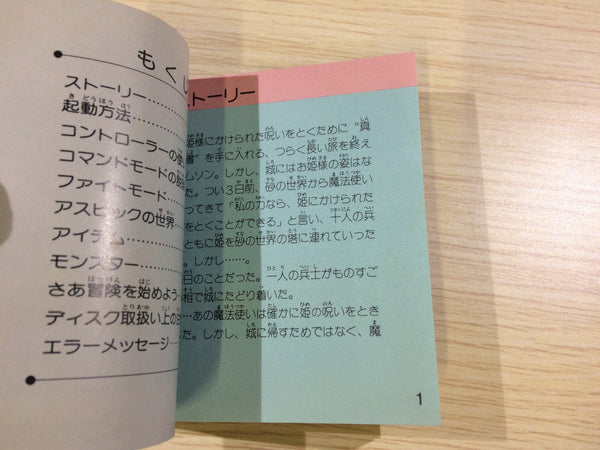 もくじ
ストーリー
起動方法
コントローラーの
コマンドモードの
ファイトモード
アスピックの世界
アイテム
モンスター
さあ冒険を始めよう
ディスク取扱い上の
エラーメッセージ
ストーリー
姫様にかけられた呪いをとくために"真
"を手に入れる、つらく長い旅を終え
ムソン。しかし、城にはお姫様の姿はな
た。つい3日前、砂の世界から魔法使い
ってきて「私の力なら、姫にかけられた
をとくことができる」と言い、十人の兵
ともに姫を砂の世界の塔に連れていった
。しかし……。
日のことだった。一人の兵士がものすご
相で城にたどり着いた。
…あの魔法使いは確かに姫の呪いをとき
た。しかし、城に帰すためではなく、魔
1